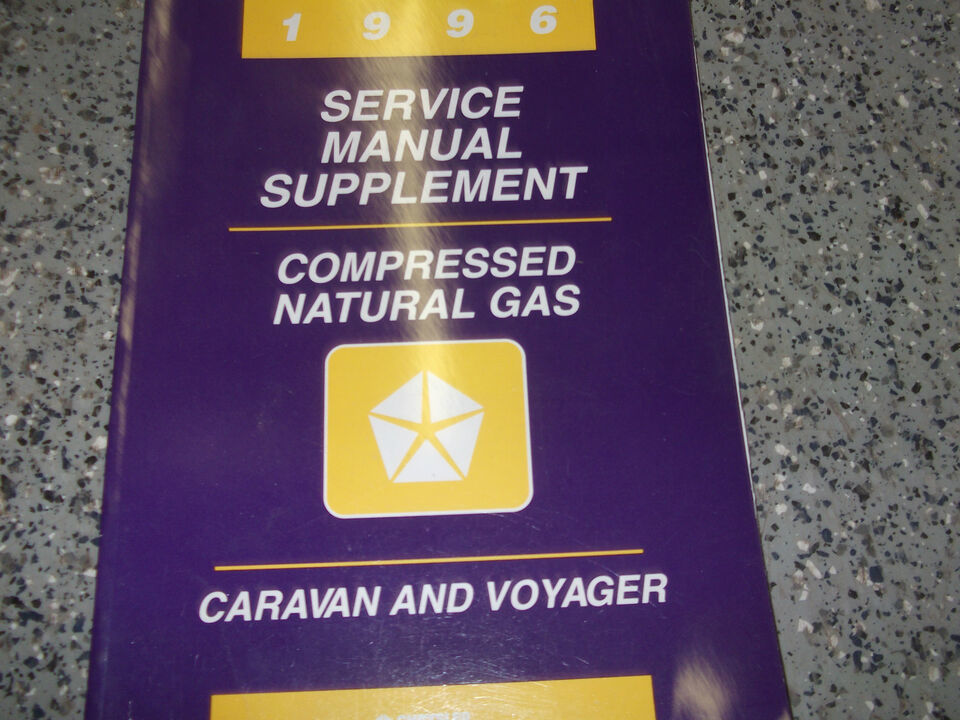 1996
SERVICE
MANUAL
SUPPLEMENT
COMPRESSED
NATURAL GAS
CARAVAN AND VOYAGER